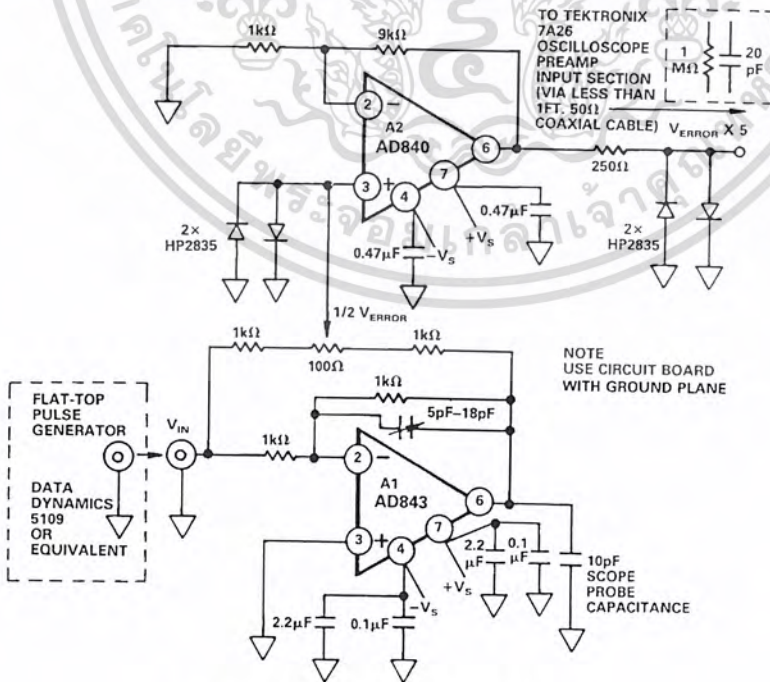 1kΩ
9kΩ
2
−
A2
AD840
3
+
4
7
6
−Vs
+Vs
0.47µF
0.47µF
2×
HP2835
1/2 VERROR
TO TEKTRONIX
7A26
OSCILLOSCOPE
PREAMP
INPUT SECTION
(VIA LESS THAN
1FT. 50Ω
COAXIAL CABLE)
1
MΩ
20
pF
VERROR X 5
250Ω
2×
HP2835
1kΩ
100Ω
1kΩ
NOTE
USE CIRCUIT BOARD
WITH GROUND PLANE
FLAT-TOP
PULSE
GENERATOR
DATA
DYNAMICS
5109
OR
EQUIVALENT
VIN
1kΩ
1kΩ
5pF–18pF
2
−
A1
AD843
3
+
4
7
6
−Vs
+Vs
2.2µF
0.1µF
2.2
µF
0.1
µF
10pF
SCOPE
PROBE
CAPACITANCE